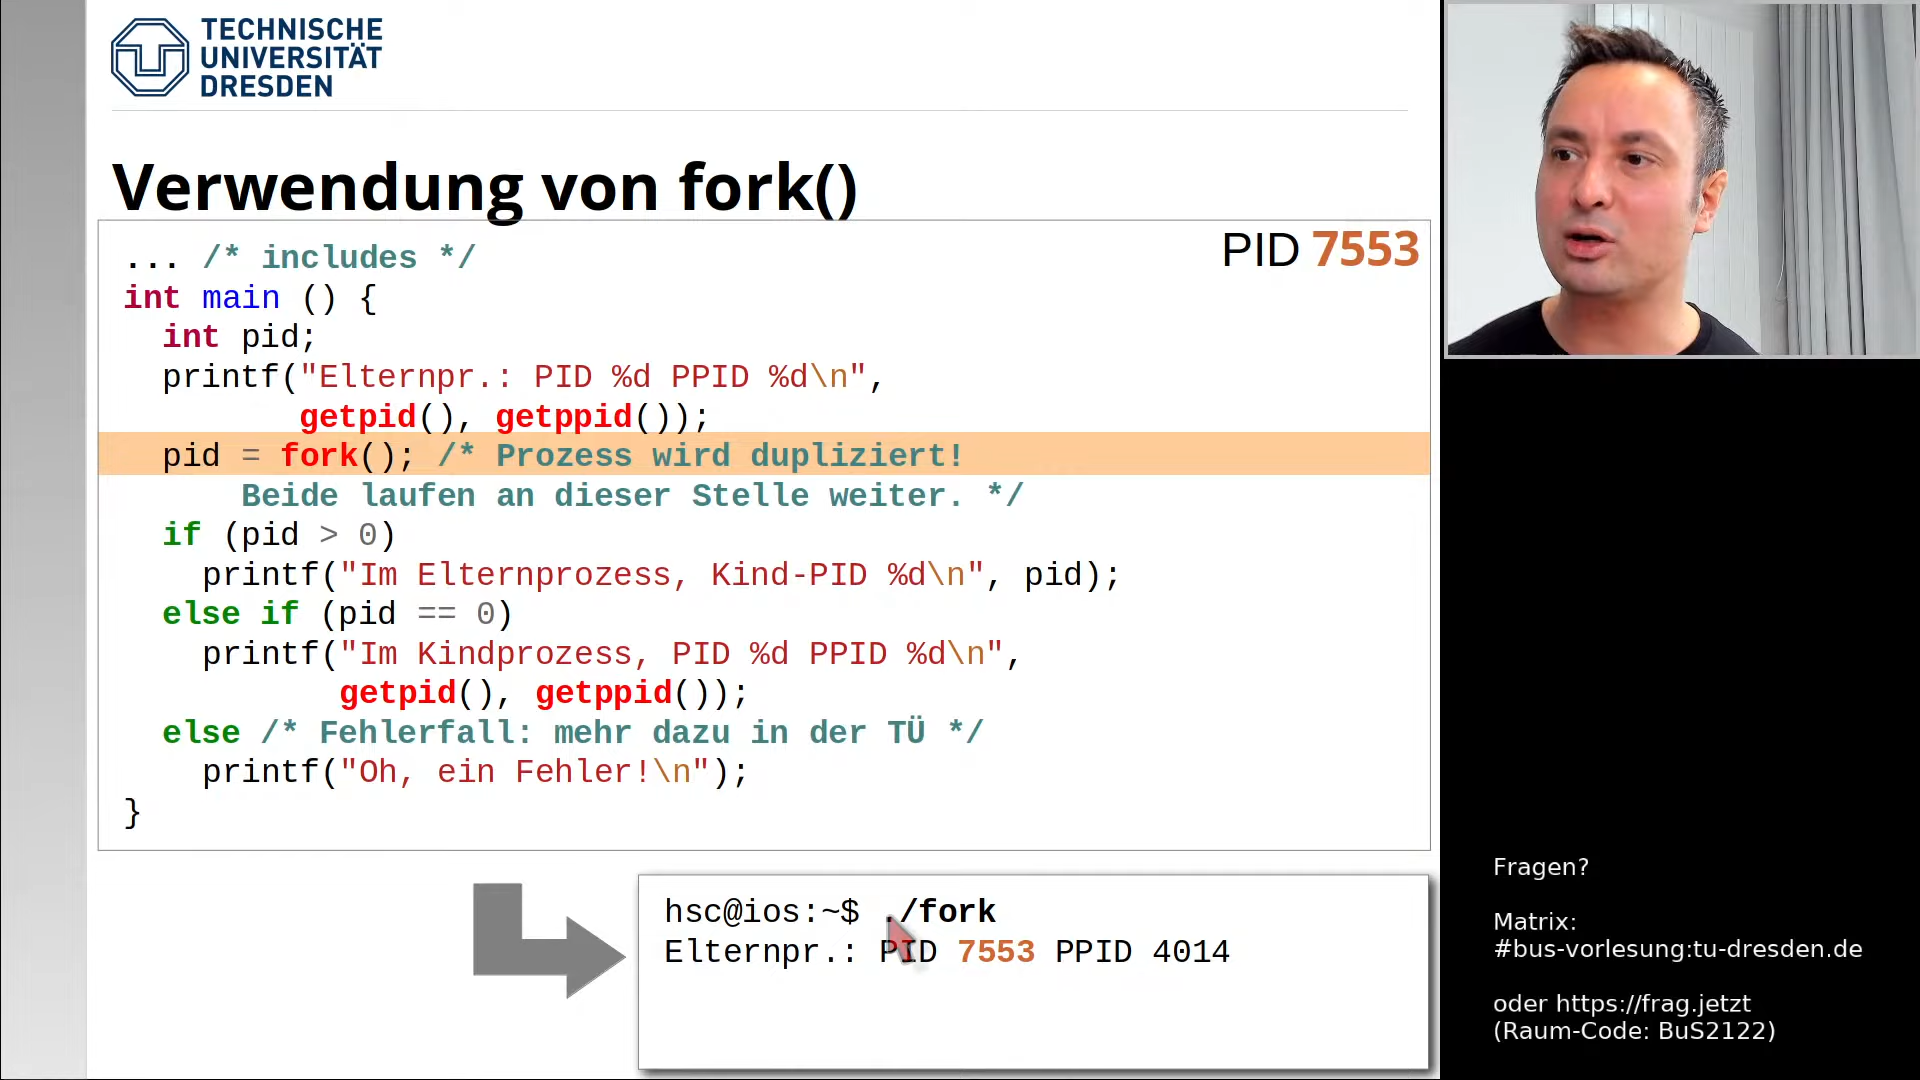 TECHNISCHE
UNIVERSITÄT
DRESDEN
Verwendung von fork()
PID 7553
... /* includes */
int main () {
int pid;
printf("Elternpr.: PID %d PPID %d\n",
getpid(), getppid());
pid = fork(); /* Prozess wird dupliziert!
Beide laufen an dieser Stelle weiter. */
if (pid > 0)
printf("Im Elternprozess, Kind-PID %d\n", pid);
else if (pid == 0)
printf("Im Kindprozess, PID %d PPID %d\n",
getpid(), getppid());
else /* Fehlerfall: mehr dazu in der TÜ */
printf("Oh, ein Fehler!\n");
}
hsc@ios:~$ ./fork
Elternpr.: PID 7553 PPID 4014
Fragen?
Matrix:
#bus-vorlesung:tu-dresden.de
oder https://frag.jetzt
(Raum-Code: BuS2122)